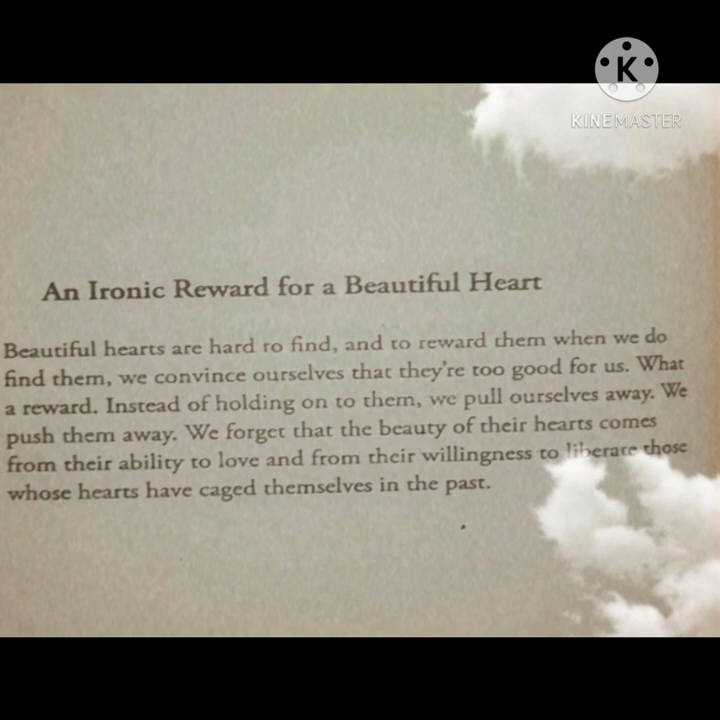 K
KINEMASTER
An Ironic Reward for a Beautiful Heart
Beautiful hearts are hard to find, and to reward them when we do
find them, we convince ourselves that they're too good for us. What
a reward. Instead of holding on to them, we pull ourselves away. We
push them away. We forget that the beauty of their hearts comes
from their ability to love and from their willingness to liberate those
whose hearts have caged themselves in the past.